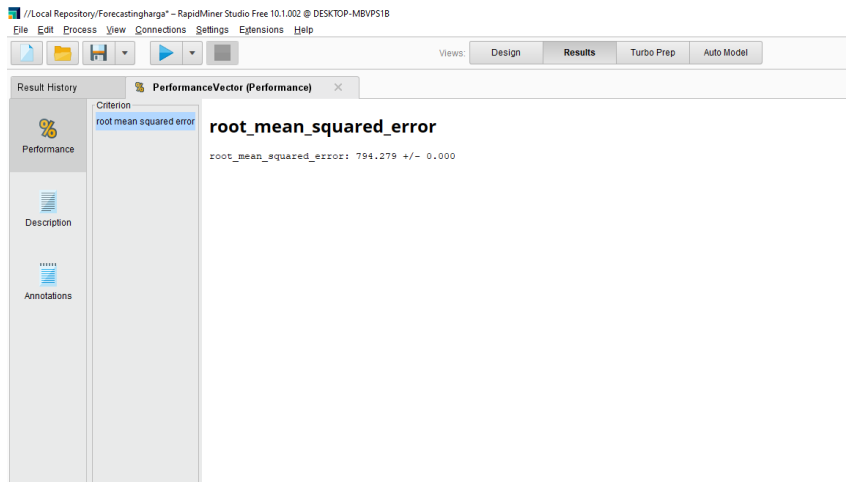 //Local Repository/Forecastingharga* – RapidMiner Studio Free 10.1.002 @ DESKTOP-MBVPS1B
File Edit Process View Connections Settings Extensions Help
Views: Design Results Turbo Prep Auto Model
Result History
% PerformanceVector (Performance)
Criterion
root mean squared error
%
Performance
Description
Annotations
root_mean_squared_error
root_mean_squared_error: 794.279 +/- 0.000